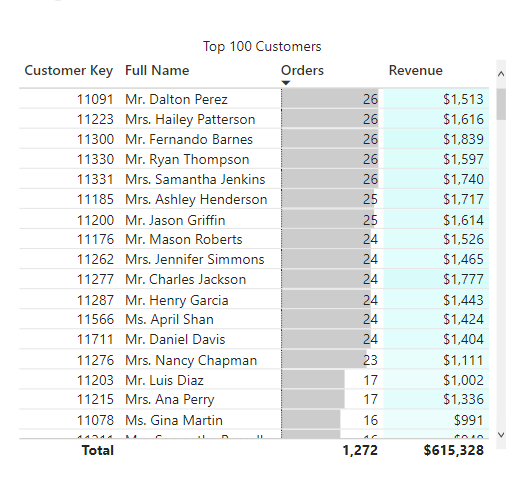 Top 100 Customers
Customer Key Full Name Orders Revenue
11091 Mr. Dalton Perez 26 $1,513
11223 Mrs. Hailey Patterson 26 $1,616
11300 Mr. Fernando Barnes 26 $1,839
11330 Mr. Ryan Thompson 26 $1,597
11331 Mrs. Samantha Jenkins 26 $1,740
11185 Mrs. Ashley Henderson 25 $1,717
11200 Mr. Jason Griffin 25 $1,614
11176 Mr. Mason Roberts 24 $1,526
11262 Mrs. Jennifer Simmons 24 $1,465
11277 Mr. Charles Jackson 24 $1,777
11287 Mr. Henry Garcia 24 $1,443
11566 Ms. April Shan 24 $1,424
11711 Mr. Daniel Davis 24 $1,404
11276 Mrs. Nancy Chapman 23 $1,111
11203 Mr. Luis Diaz 17 $1,002
11215 Mrs. Ana Perry 17 $1,336
11078 Ms. Gina Martin 16 $991
Total 1,272 $615,328